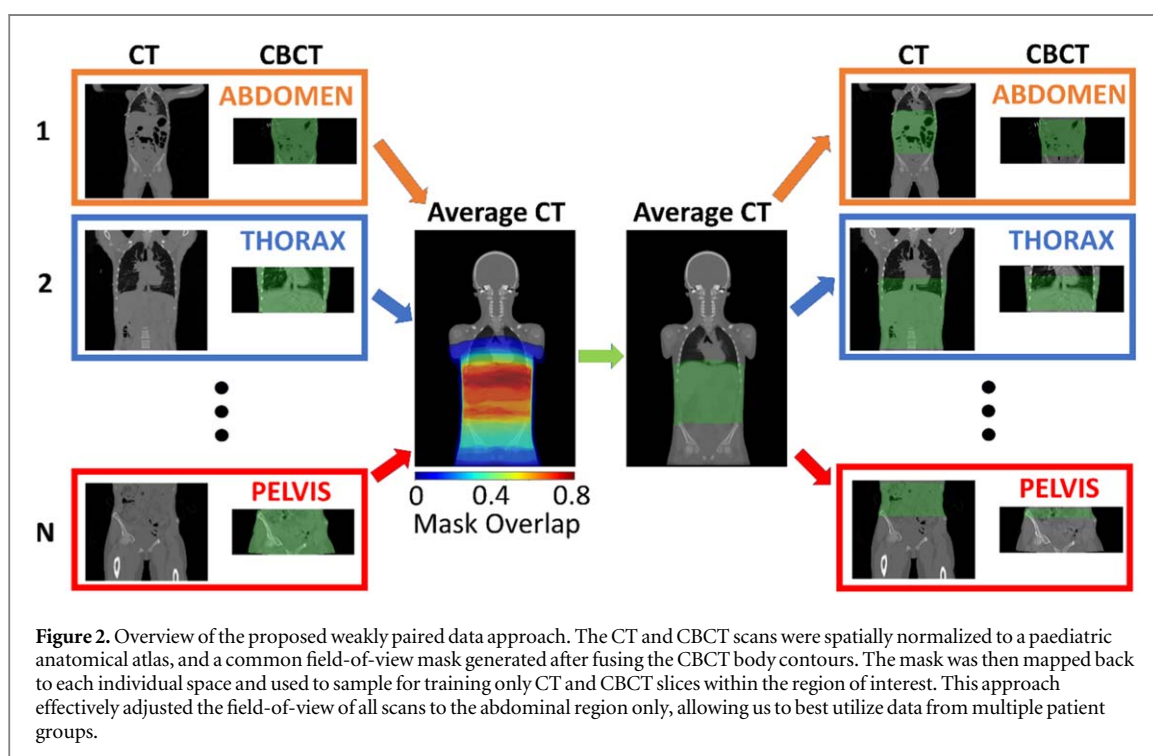 CT CBCT
ABDOMEN
1
THORAX
2
PELVIS
N
Average CT
0 0.4 0.8
Mask Overlap
Average CT
CT CBCT
ABDOMEN
THORAX
PELVIS
Figure 2. Overview of the proposed weakly paired data approach. The CT and CBCT scans were spatially normalized to a paediatric
anatomical atlas, and a common field-of-view mask generated after fusing the CBCT body contours. The mask was then mapped back
to each individual space and used to sample for training only CT and CBCT slices within the region of interest. This approach
effectively adjusted the field-of-view of all scans to the abdominal region only, allowing us to best utilize data from multiple patient
groups.